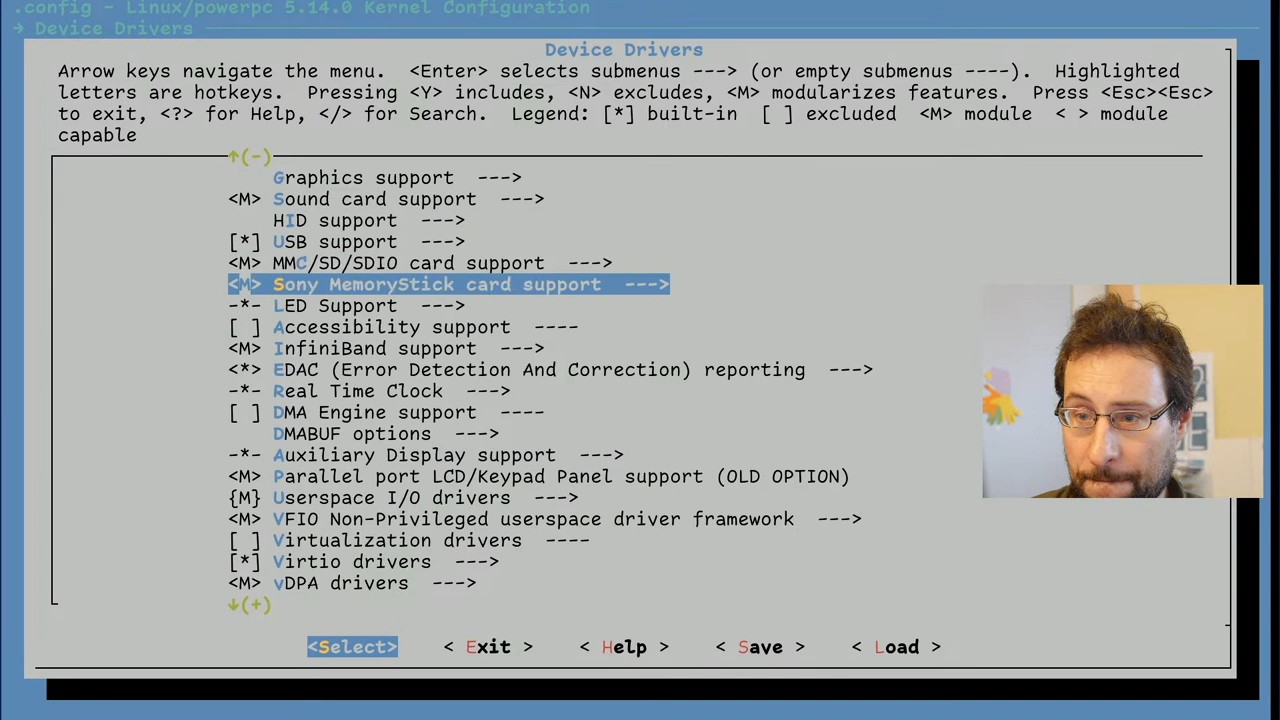 .config - Linux/powerpc 5.14.0 Kernel Configuration
→ Device Drivers
Device Drivers
Arrow keys navigate the menu.  <Enter> selects submenus ---> (or empty submenus ----).  Highlighted
letters are hotkeys.  Pressing <Y> includes, <N> excludes, <M> modularizes features.  Press <Esc><Esc>
to exit, <?> for Help, </> for Search.  Legend: [*] built-in  [ ] excluded  <M> module  < > module
capable
↑(-)
Graphics support  --->
<M> Sound card support  --->
HID support  --->
[*] USB support  --->
<M> MMC/SD/SDIO card support  --->
<M> Sony MemoryStick card support  --->
-*- LED Support  --->
[ ] Accessibility support  ----
<M> InfiniBand support  --->
<*> EDAC (Error Detection And Correction) reporting  --->
-*- Real Time Clock  --->
[ ] DMA Engine support  ----
DMABUF options  --->
-*- Auxiliary Display support  --->
<M> Parallel port LCD/Keypad Panel support (OLD OPTION)
{M} Userspace I/O drivers  --->
<M> VFIO Non-Privileged userspace driver framework  --->
[ ] Virtualization drivers  ----
[*] Virtio drivers  --->
<M> vDPA drivers  --->
↓(+)
<Select>    < Exit >    < Help >    < Save >    < Load >